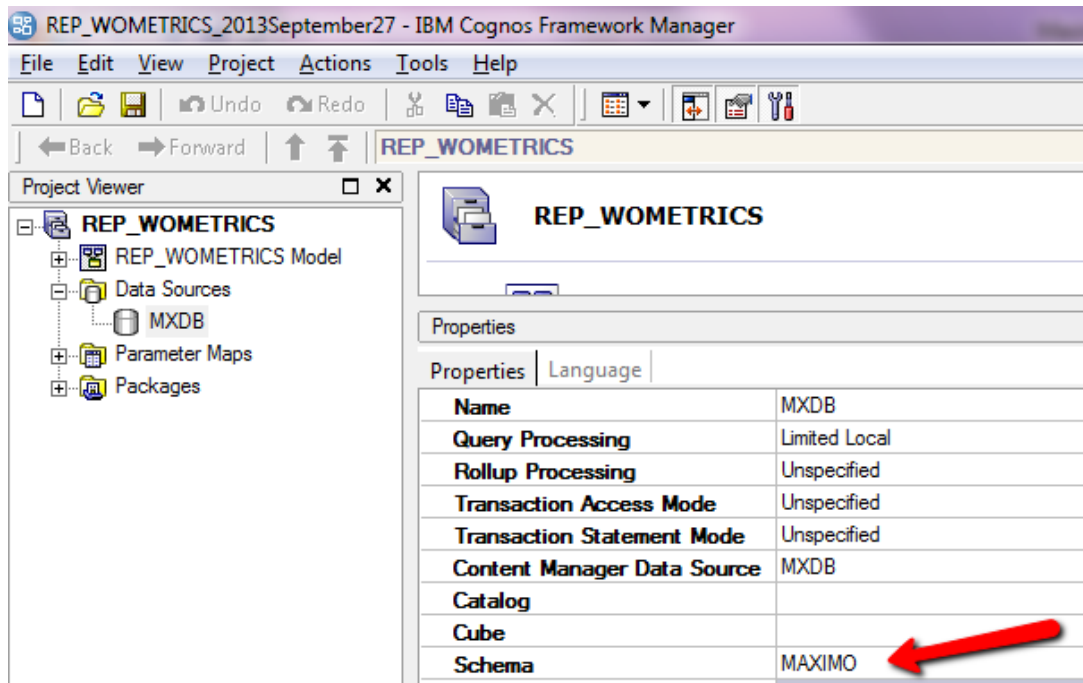 REP_WOMETRICS_2013September27 - IBM Cognos Framework Manager
File Edit View Project Actions Tools Help
Undo Redo
Back Forward REP_WOMETRICS
Project Viewer
REP_WOMETRICS
REP_WOMETRICS Model
Data Sources
MXDB
Parameter Maps
Packages
REP_WOMETRICS
Properties
Properties Language
Name MXDB
Query Processing Limited Local
Rollup Processing Unspecified
Transaction Access Mode Unspecified
Transaction Statement Mode Unspecified
Content Manager Data Source MXDB
Catalog
Cube
Schema MAXIMO